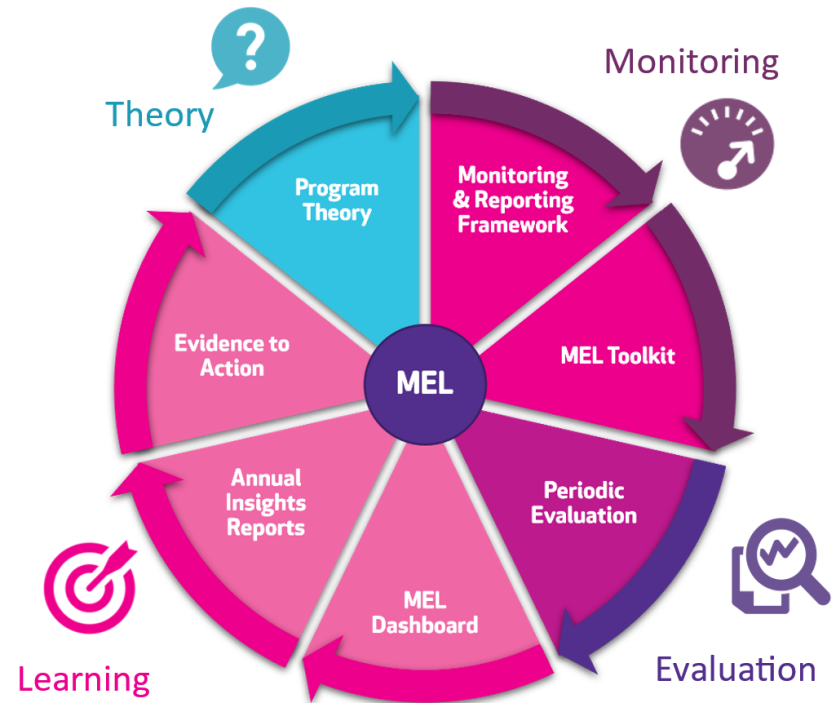 ?
Theory
Monitoring
Program
Theory
Monitoring
& Reporting
Framework
Evidence to
Action
MEL
MEL Toolkit
Annual
Insights
Reports
Periodic
Evaluation
MEL
Dashboard
Learning
Evaluation